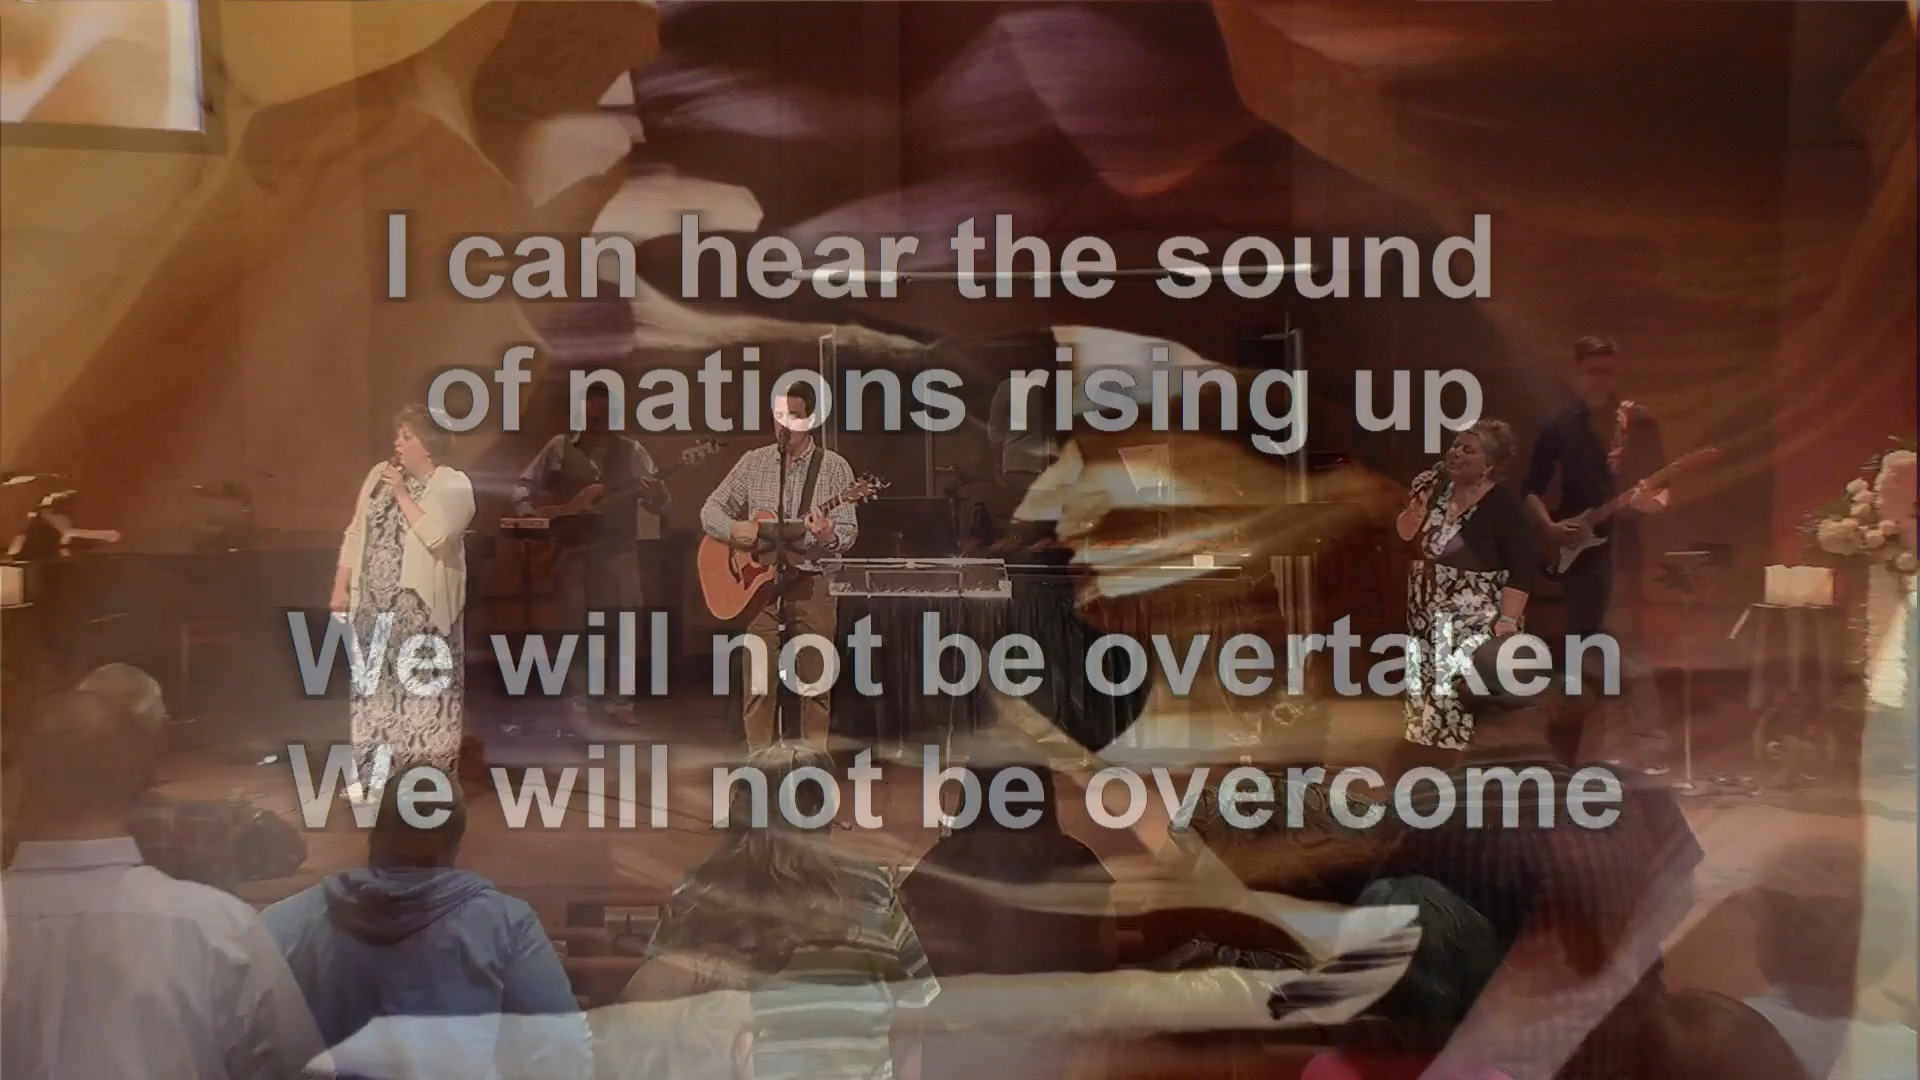 I can hear the sound
of nations rising up
We will not be overtaken
We will not be overcome